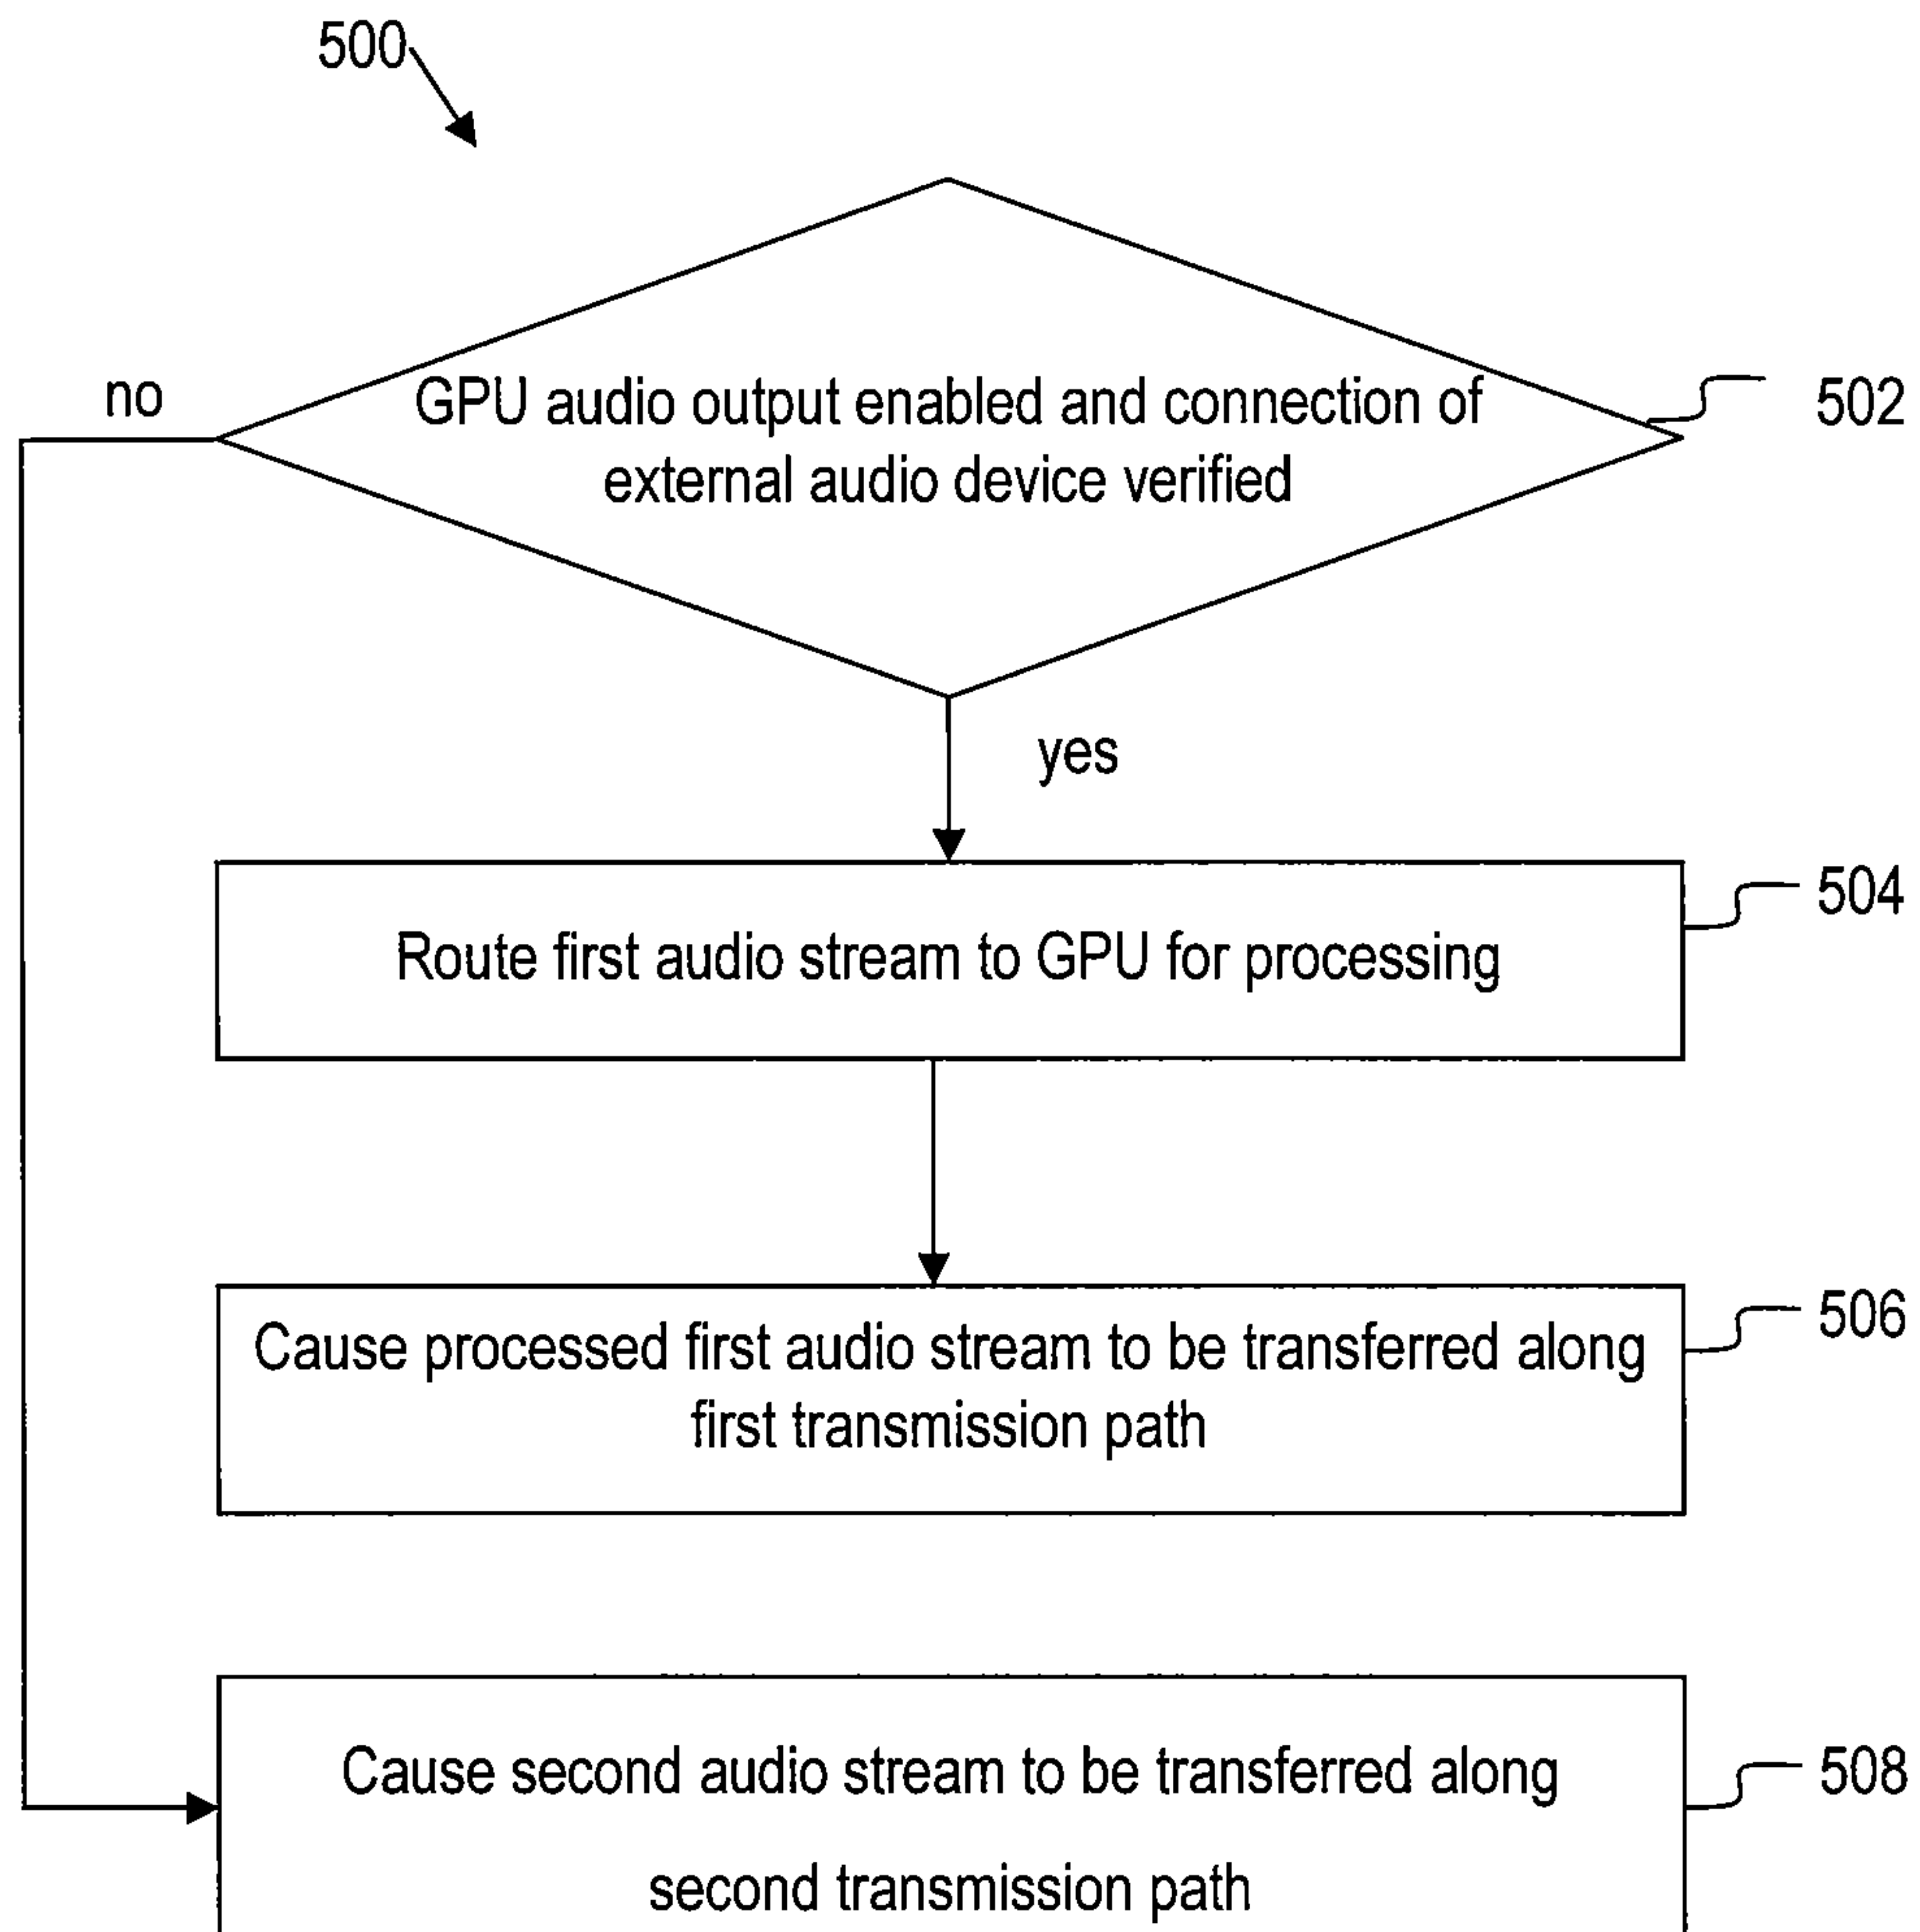 500
no
GPU audio output enabled and connection of
external audio device verified
502
yes
Route first audio stream to GPU for processing
504
Cause processed first audio stream to be transferred along
first transmission path
506
Cause second audio stream to be transferred along
second transmission path
508